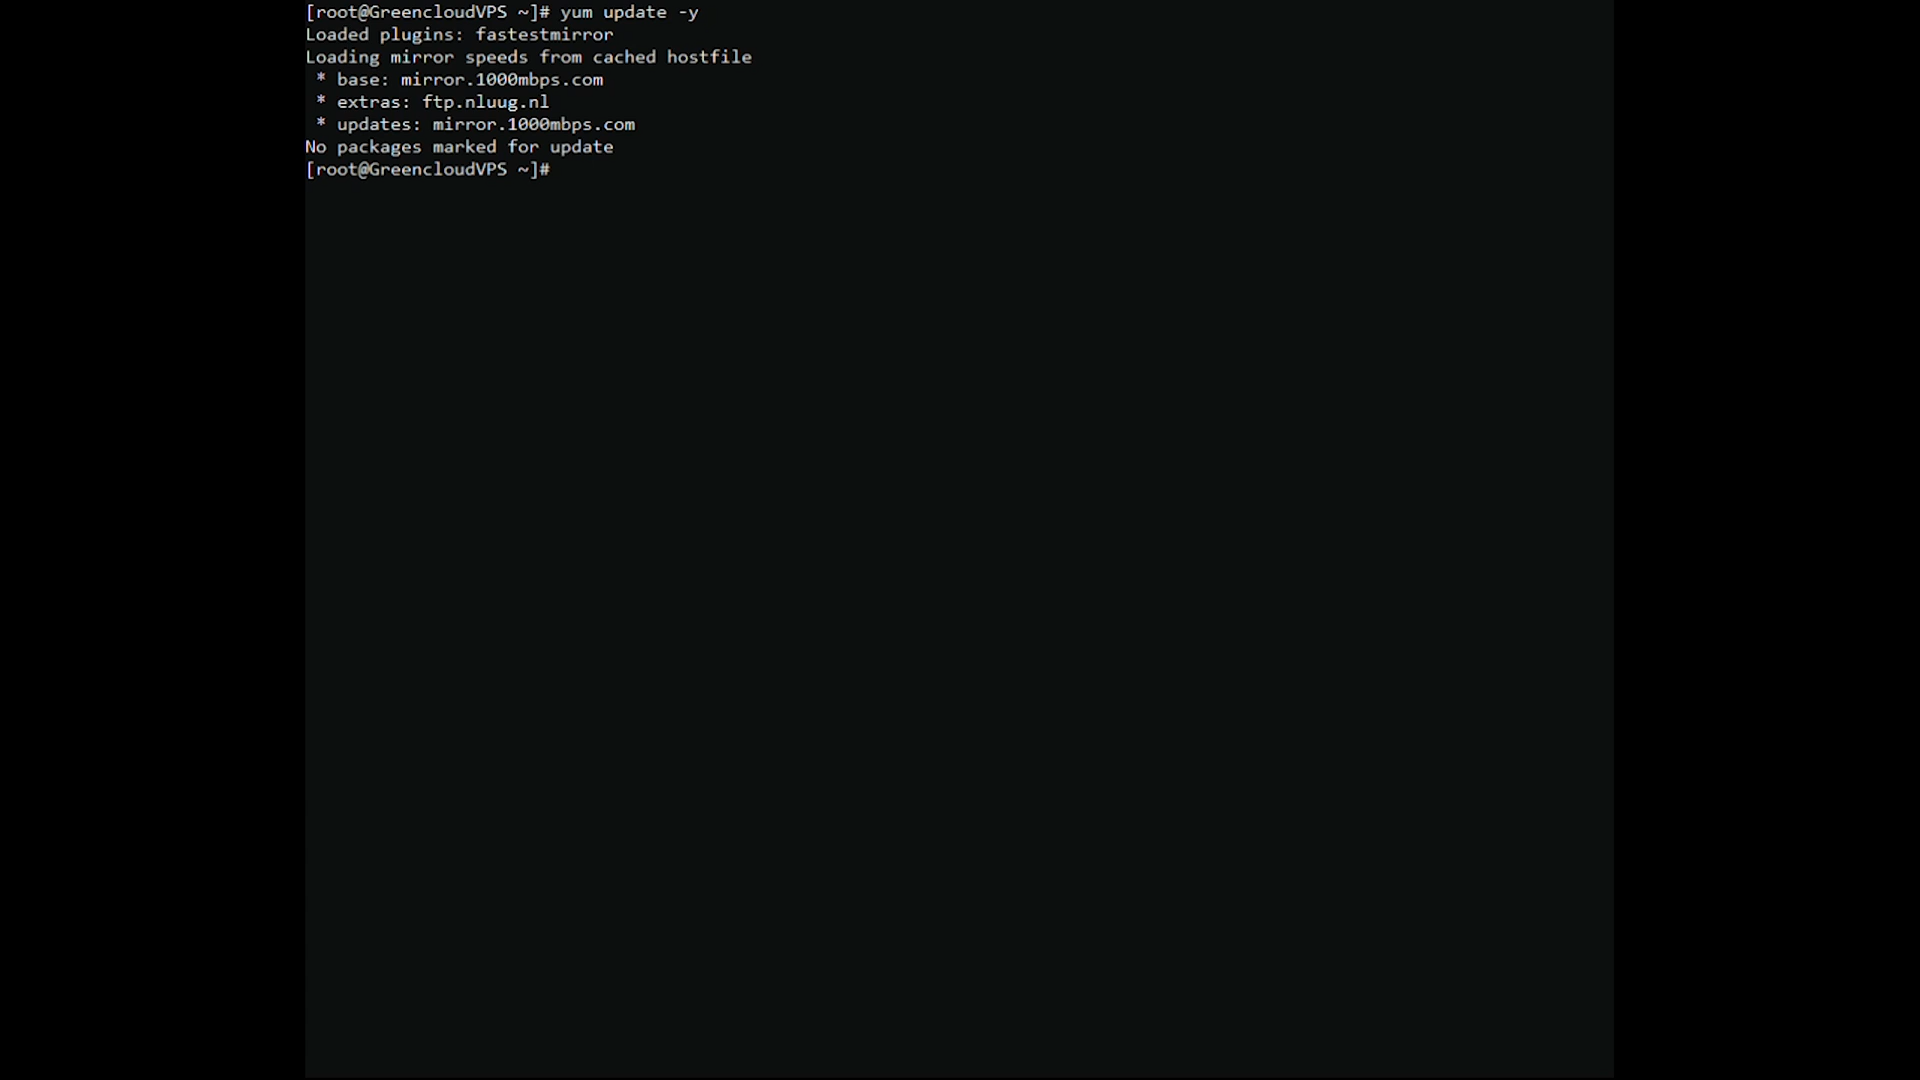 [root@GreencloudVPS ~]# yum update -y
Loaded plugins: fastestmirror
Loading mirror speeds from cached hostfile
 * base: mirror.1000mbps.com
 * extras: ftp.nluug.nl
 * updates: mirror.1000mbps.com
No packages marked for update
[root@GreencloudVPS ~]#